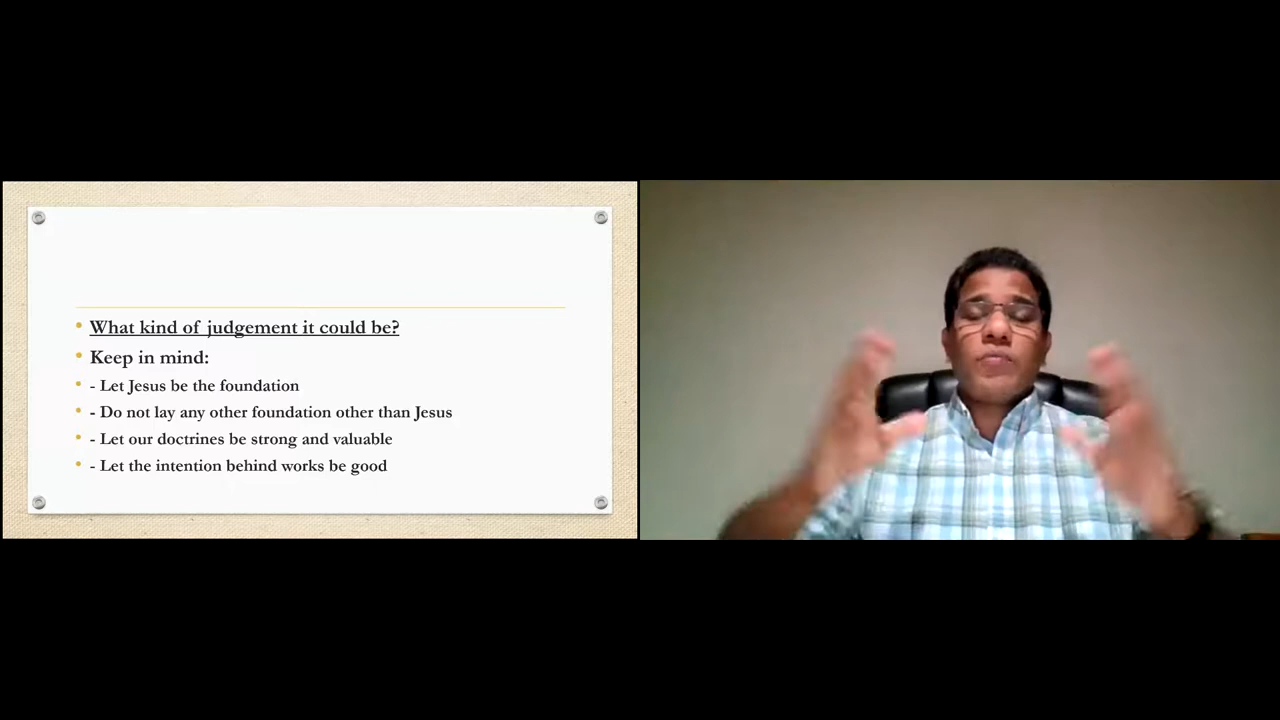 • What kind of judgement it could be?
• Keep in mind:
• - Let Jesus be the foundation
• - Do not lay any other foundation other than Jesus
• - Let our doctrines be strong and valuable
• - Let the intention behind works be good